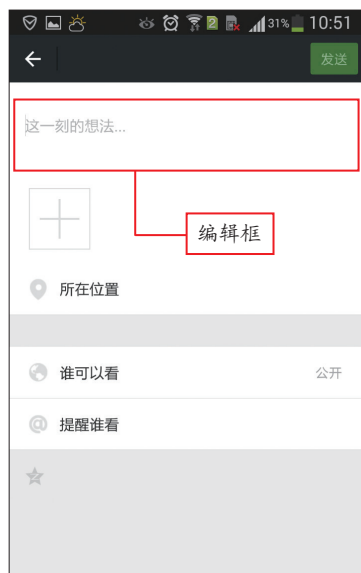 2 31% 10:51
发送
这一刻的想法...
编辑框
所在位置
谁可以看 公开
@ 提醒谁看